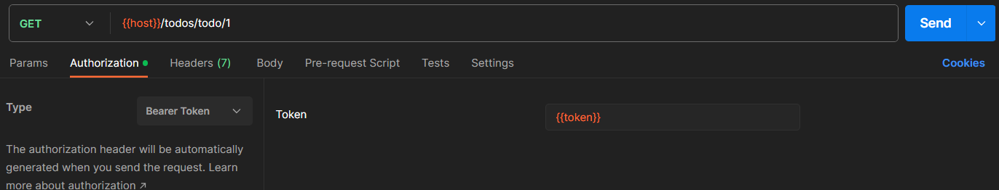 GET {{host}}/todos/todo/1 Send
Params Authorization Headers (7) Body Pre-request Script Tests Settings Cookies
Type Bearer Token
Token {{token}}
The authorization header will be automatically
generated when you send the request. Learn
more about authorization ↗